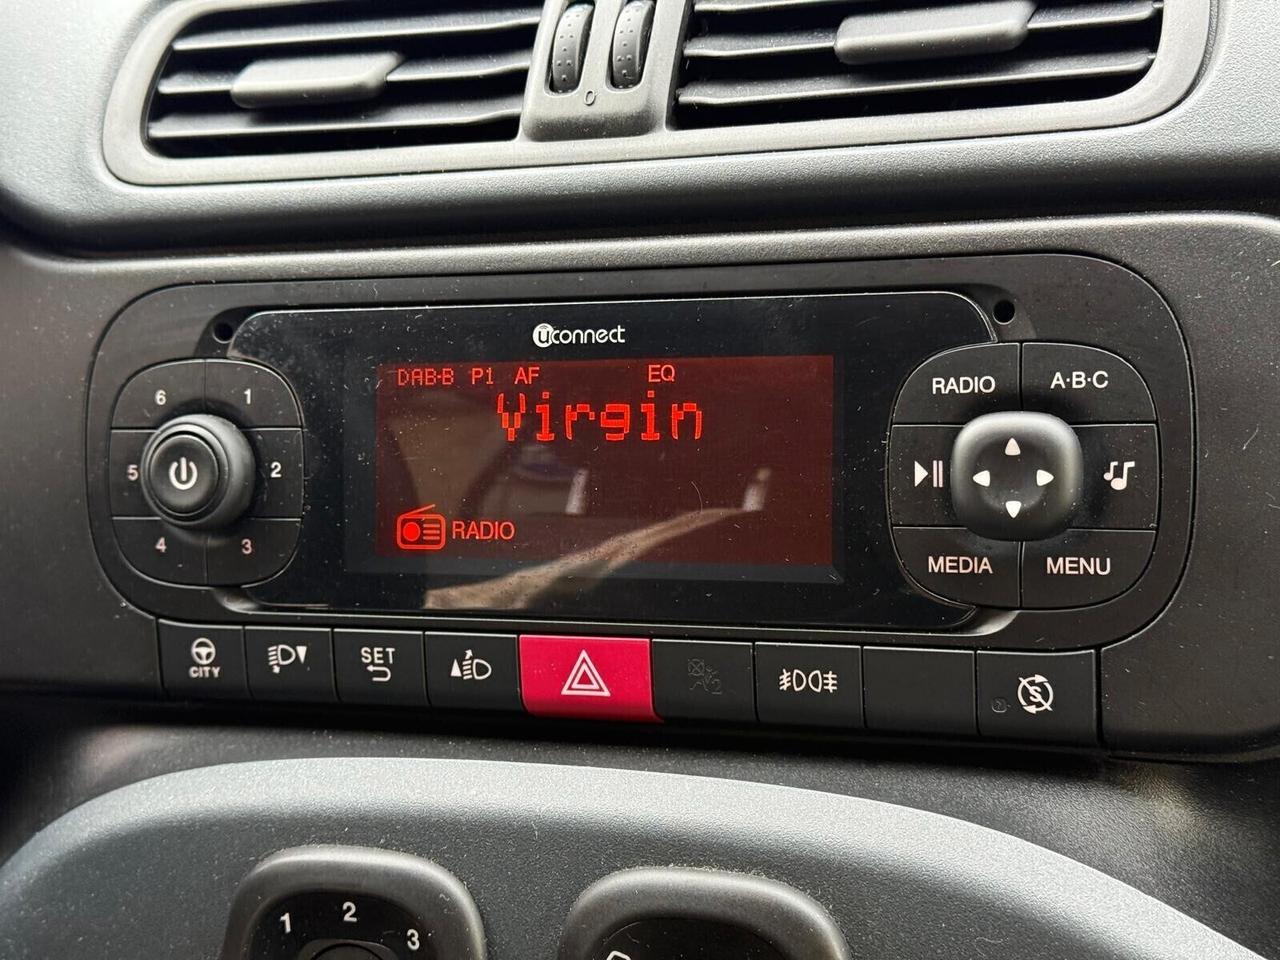 0
uconnect
DAB·B P1 AF EQ
Virgin
RADIO
6 1
5 2
4 3
RADIO A·B·C
MEDIA MENU
CITY
SET
S
1 2 3